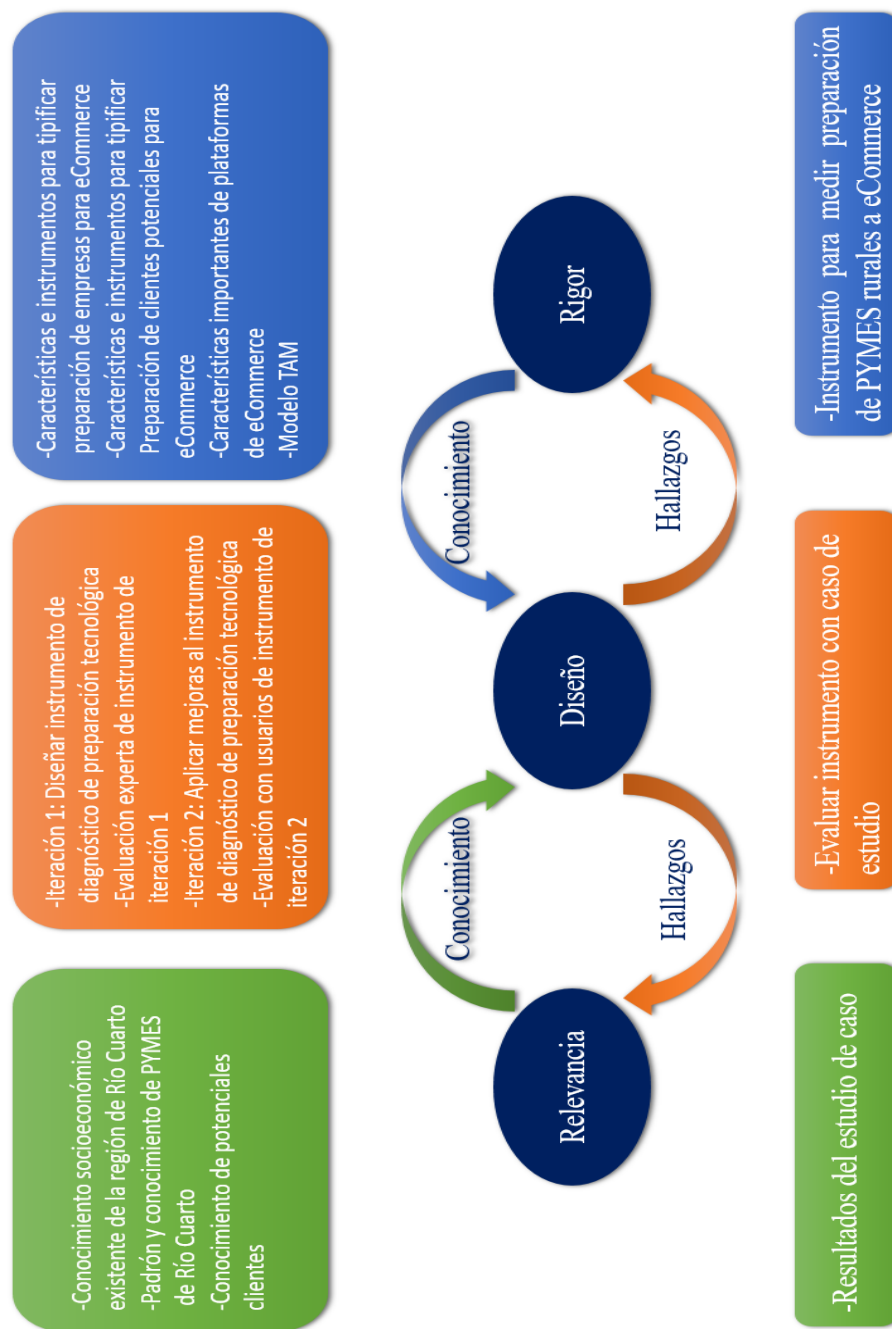 -Conocimiento socioeconómico
existente de la región de Río Cuarto
-Padrón y conocimiento de PYMES
de Río Cuarto
-Conocimiento de potenciales
clientes
-Iteración 1: Diseñar instrumento de
diagnóstico de preparación tecnológica
-Evaluación experta de instrumento de
iteración 1
-Iteración 2: Aplicar mejoras al instrumento
de diagnóstico de preparación tecnológica
-Evaluación con usuarios de instrumento de
iteración 2
-Características e instrumentos para tipificar
preparación de empresas para eCommerce
-Características e instrumentos para tipificar
Preparación de clientes potenciales para
eCommerce
-Características importantes de plataformas
de eCommerce
-Modelo TAM
Conocimiento
Conocimiento
Relevancia
Diseño
Rigor
Hallazgos
Hallazgos
-Resultados del estudio de caso
-Evaluar instrumento con caso de
estudio
-Instrumento para medir preparación
de PYMES rurales a eCommerce